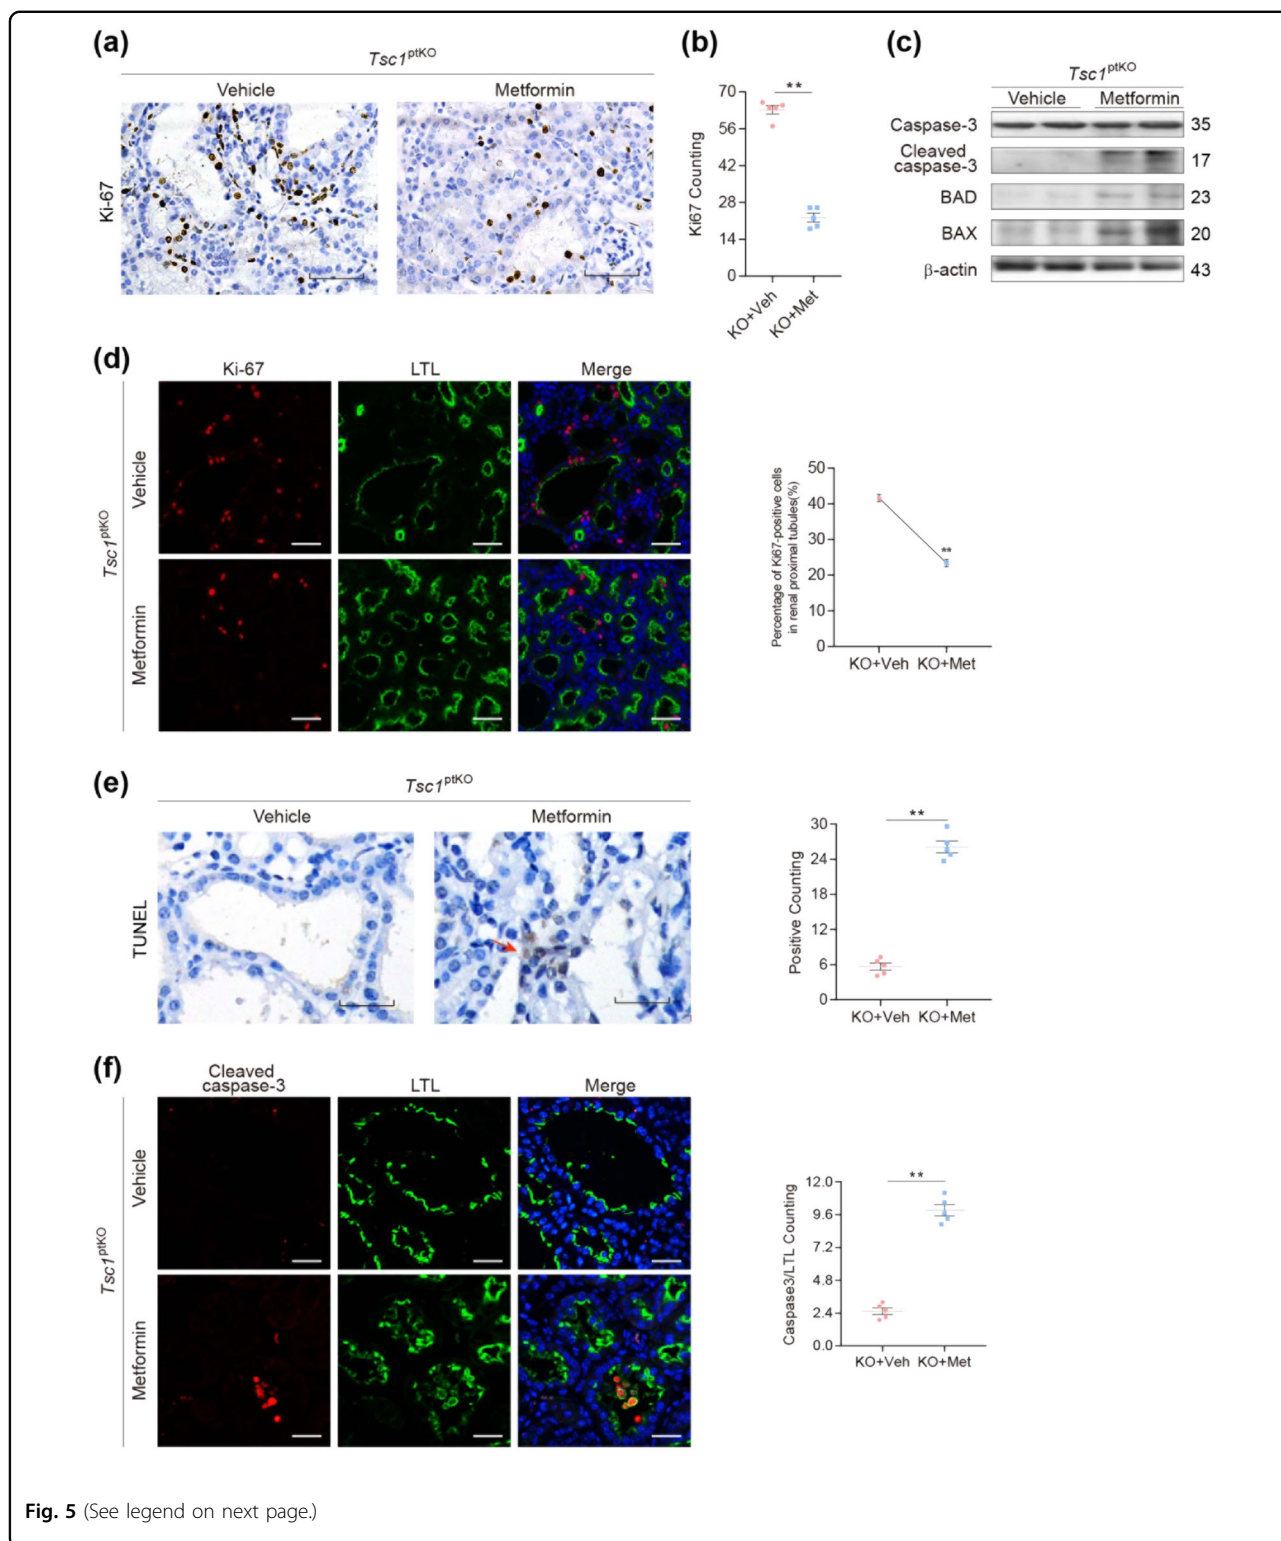 (a)
Tsc1ptKO
Vehicle
Metformin
Ki-67
(b)
**
70
56
42
28
14
0
Ki67 Counting
KO+Veh
KO+Met
(c)
Tsc1ptKO
Vehicle
Metformin
Caspase-3
35
Cleaved
caspase-3
17
BAD
23
BAX
20
β-actin
43
(d)
Ki-67
LTL
Merge
Tsc1ptKO
Vehicle
Metformin
Percentage of Ki67-positive cells
in renal proximal tubules(%)
50
40
30
20
10
0
**
KO+Veh
KO+Met
(e)
Tsc1ptKO
Vehicle
Metformin
TUNEL
Positive Counting
**
30
24
18
12
6
0
KO+Veh
KO+Met
(f)
Cleaved
caspase-3
LTL
Merge
Tsc1ptKO
Vehicle
Metformin
Caspase3/LTL Counting
**
12.0
9.6
7.2
4.8
2.4
0.0
KO+Veh
KO+Met
Fig. 5 (See legend on next page.)